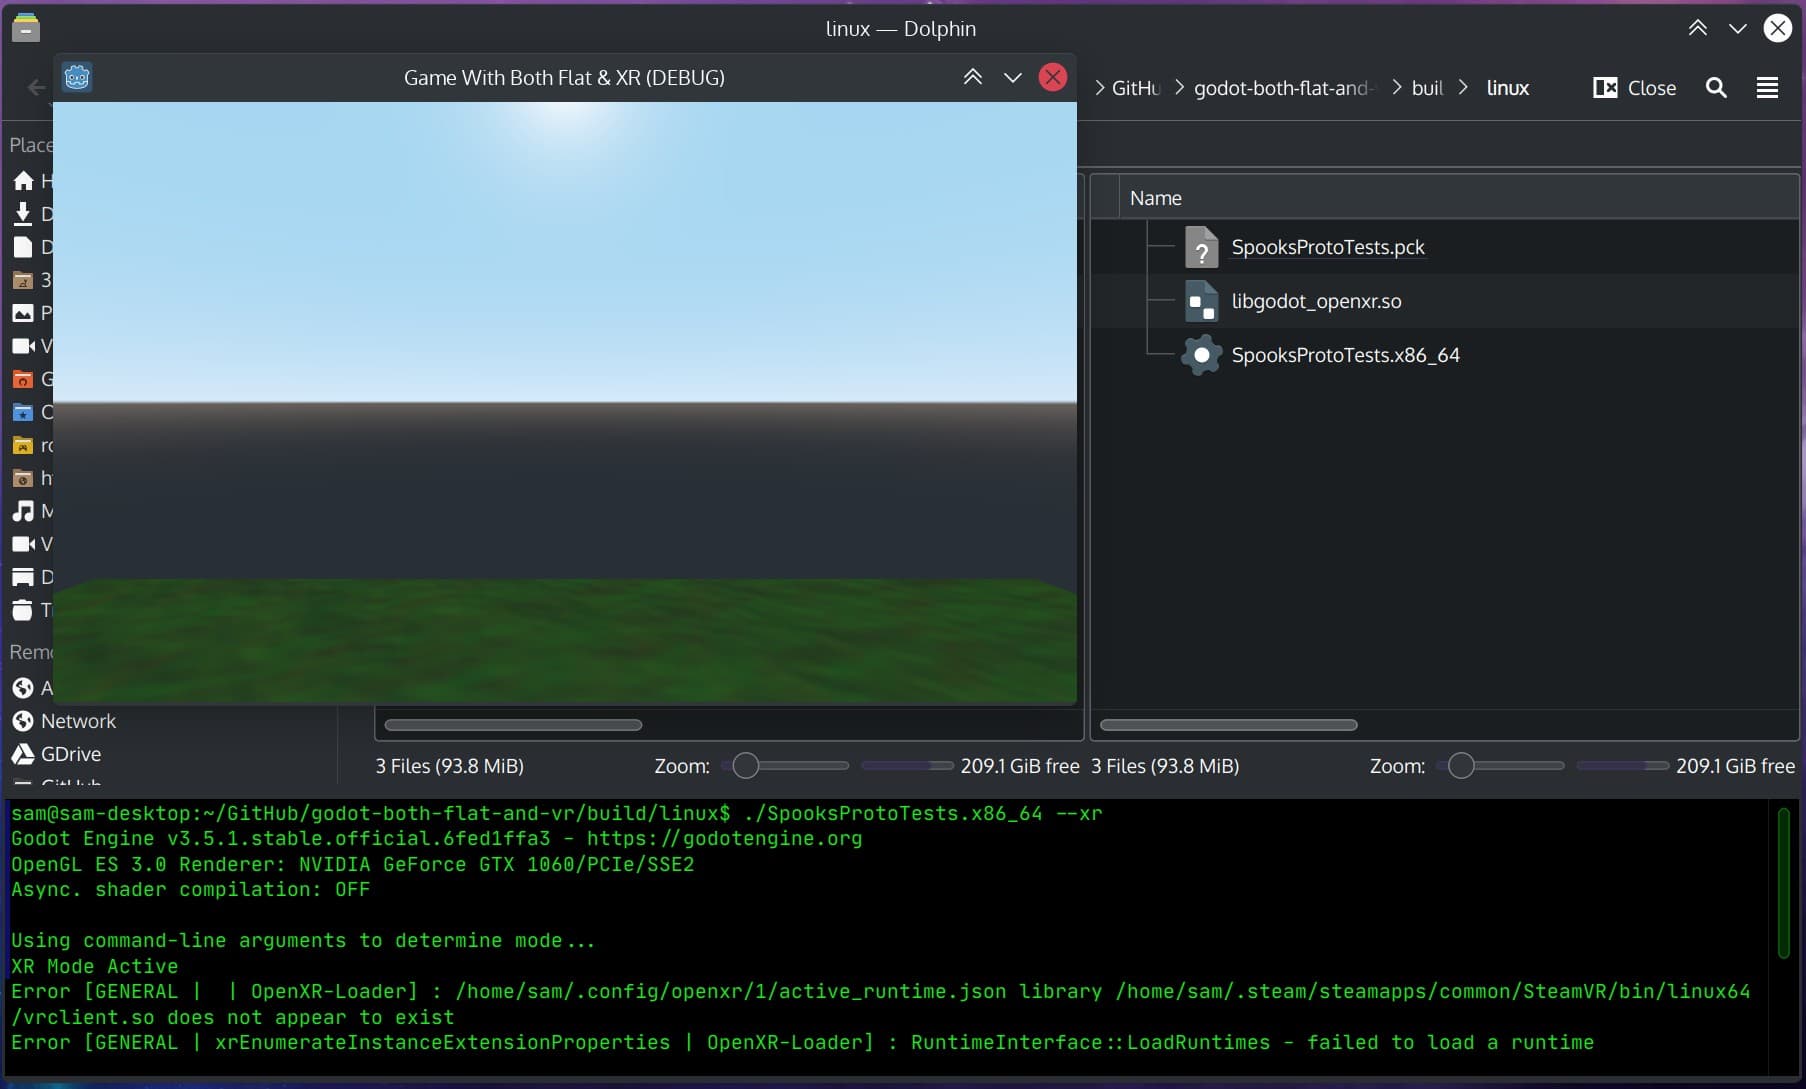 linux — Dolphin
Game With Both Flat & XR (DEBUG)
GitHu
godot-both-flat-and-
buil
linux
Close
Place
H
D
D
3
P
V
G
M
V
D
Name
SpooksProtoTests.pck
libgodot_openxr.so
SpooksProtoTests.x86_64
Remo
A
Network
GDrive
GitHub
3 Files (93.8 MiB)
Zoom:
209.1 GiB free
3 Files (93.8 MiB)
Zoom:
209.1 GiB free
sam@sam-desktop:~/GitHub/godot-both-flat-and-vr/build/linux$ ./SpooksProtoTests.x86_64 --xr
Godot Engine v3.5.1.stable.official.6fed1ffa3 - https://godotengine.org
OpenGL ES 3.0 Renderer: NVIDIA GeForce GTX 1060/PCIe/SSE2
Async. shader compilation: OFF
Using command-line arguments to determine mode...
XR Mode Active
Error [GENERAL |  | OpenXR-Loader] : /home/sam/.config/openxr/1/active_runtime.json library /home/sam/.steam/steamapps/common/SteamVR/bin/linux64
/vrclient.so does not appear to exist
Error [GENERAL | xrEnumerateInstanceExtensionProperties | OpenXR-Loader] : RuntimeInterface::LoadRuntimes - failed to load a runtime